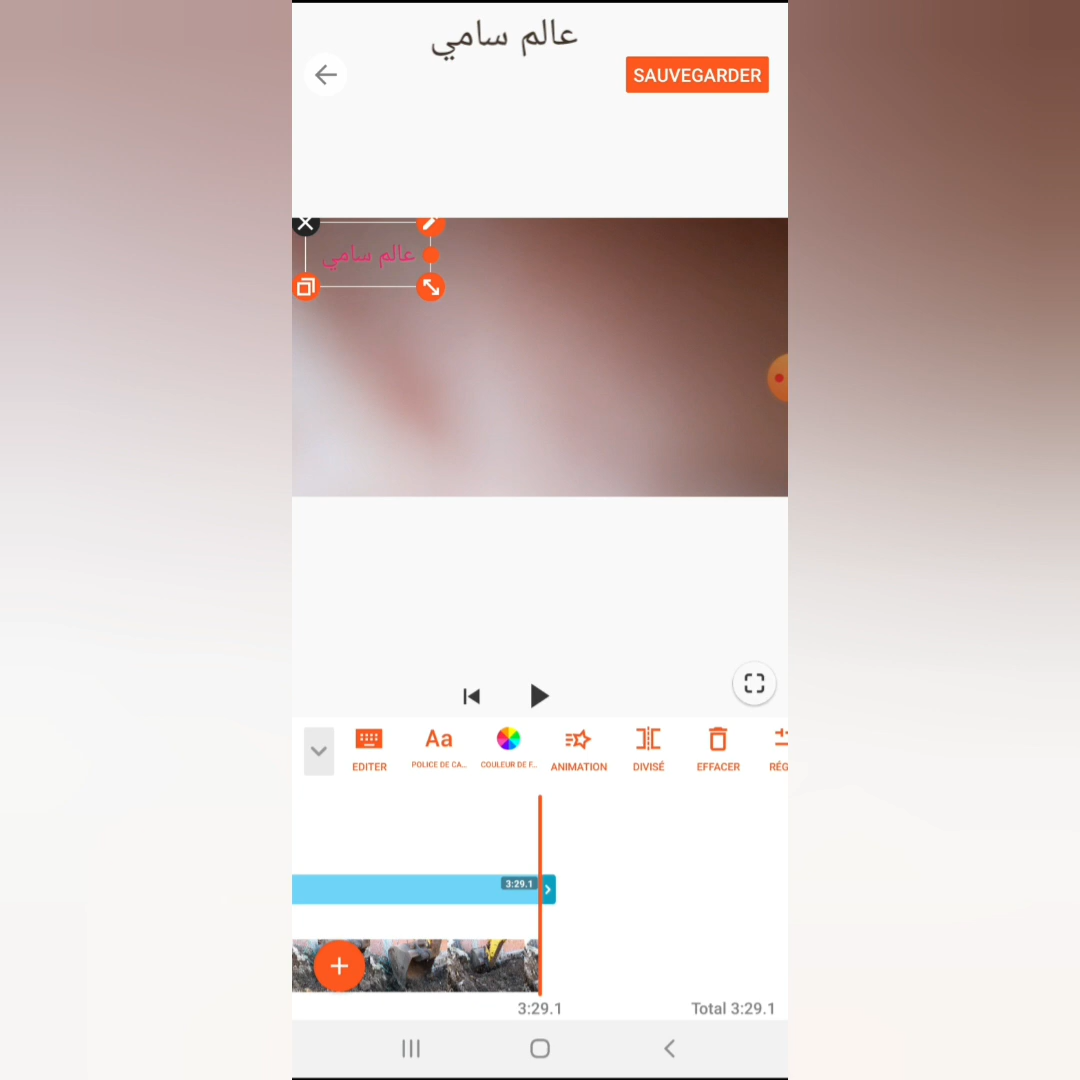 عالم سامي
SAUVEGARDER
عالم سامي
EDITER
POLICE DE CA...
COULEUR DE F...
ANIMATION
DIVISÉ
EFFACER
RÉG
3:29.1
3:29.1
Total 3:29.1